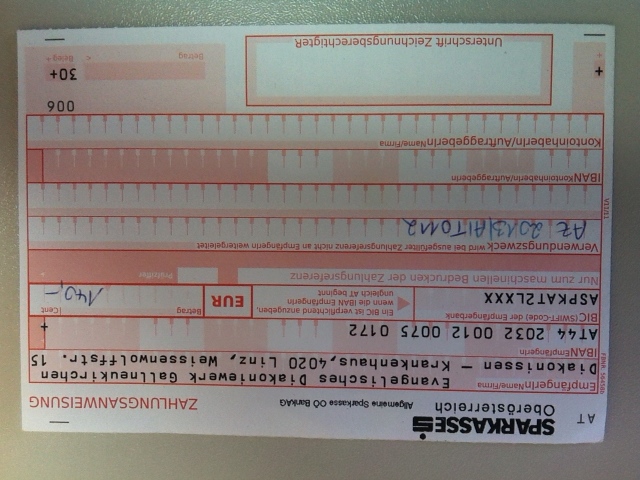 AT
SPARKASSE
Oberösterreich
Allgemeine Sparkasse OÖ BankAG
ZAHLUNGSANWEISUNG
EmpfängerIn Name/Firma
Evangelisches Diakoniewerk Gallneukirchen
Diakonissen – Krankenhaus,4020 Linz, Weissenwolffstr. 15
IBAN EmpfängerIn
AT44 2032 0012 0075 0172
+
BIC (SWIFT-Code) der Empfängerbank
ASPKAT2LXXX
Ein BIC ist verpflichtend anzugeben,
wenn die IBAN EmpfängerIn
ungleich AT beginnt
EUR
Betrag
Cent
140,-
Nur zum maschinellen Bedrucken der Zahlungsreferenz
Prüfziffer
Verwendungszweck wird bei ausgefüllter Zahlungsreferenz nicht an EmpfängerIn weitergeleitet
AZ 2013
IBAN KontoinhaberIn/AuftraggeberIn
KontoinhaberIn/AuftraggeberIn Name/Firma
006
30+
Betrag
Beleg +
Unterschrift ZeichnungsberechtigteR
+
+
V11/11